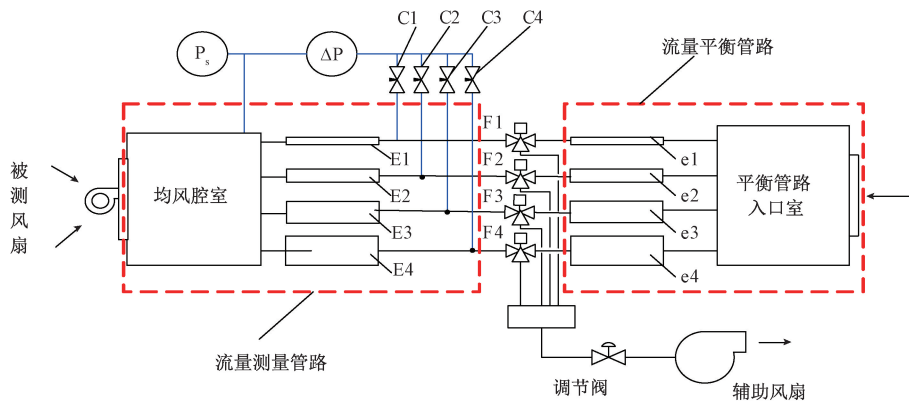 C1
C2
C3
C4
Ps
ΔP
流量平衡管路
F1
E1
e1
被测风扇
均风腔室
F2
E2
e2
平衡管路
入口室
F3
E3
e3
F4
E4
e4
流量测量管路
调节阀
辅助风扇